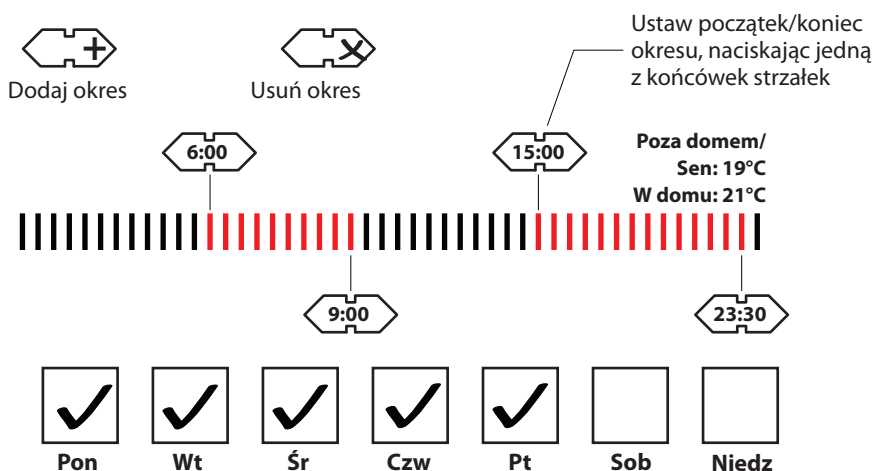 Dodaj okres
Usuń okres
Ustaw początek/koniec
okresu, naciskając jedną
z końcówek strzałek
6:00
15:00
Poza domem/
Sen: 19°C
W domu: 21°C
9:00
23:30
Pon Wt Śr Czw Pt Sob Niedz